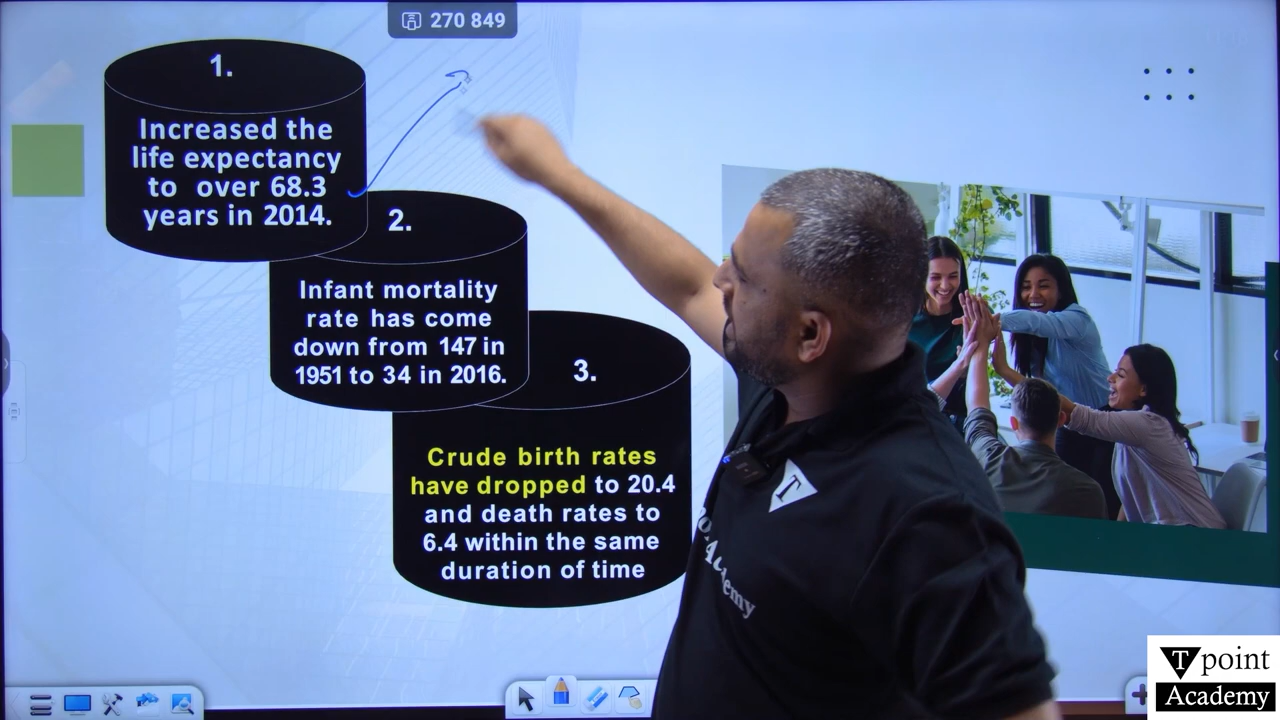 270 849
1.
Increased the
life expectancy
to over 68.3
years in 2014.
2.
Infant mortality
rate has come
down from 147 in
1951 to 34 in 2016.
3.
Crude birth rates
have dropped to 20.4
and death rates to
6.4 within the same
duration of time
T
T point
Academy